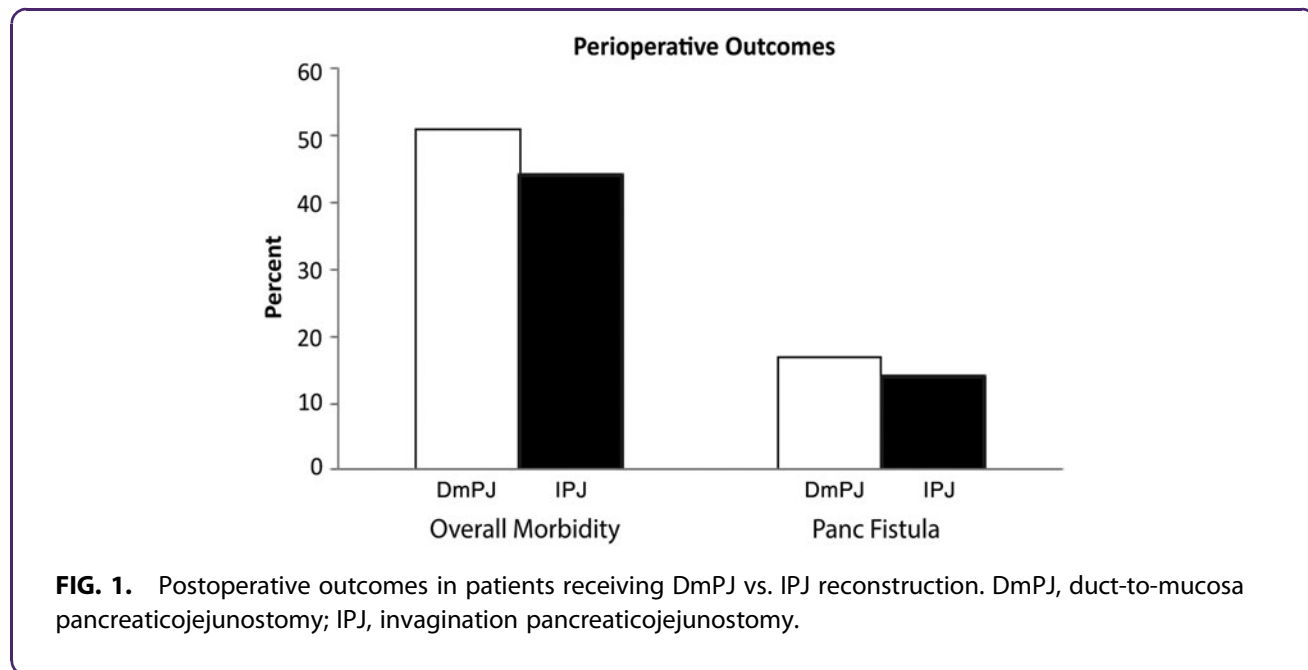 Perioperative Outcomes
60
50
40
30
20
10
0
Percent
DmPJ IPJ DmPJ IPJ
Overall Morbidity Panc Fistula
FIG. 1. Postoperative outcomes in patients receiving DmPJ vs. IPJ reconstruction. DmPJ, duct-to-mucosa
pancreaticojejunostomy; IPJ, invagination pancreaticojejunostomy.